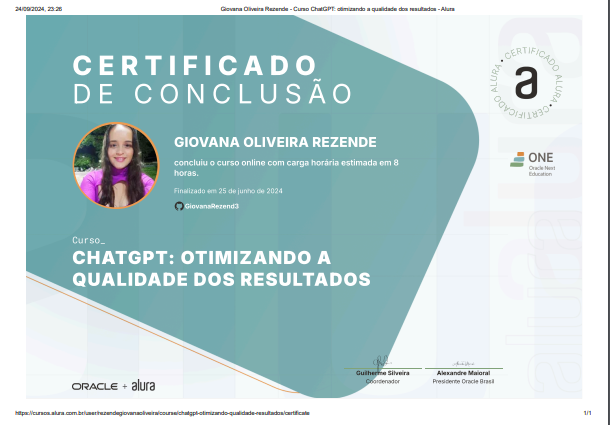 24/09/2024, 23:26
Giovana Oliveira Rezende - Curso ChatGPT: otimizando a qualidade dos resultados - Alura
CERTIFICADO
DE CONCLUSÃO
• CERTIFICADO ALURA • CERTIFICADO ALURA
a
GIOVANA OLIVEIRA REZENDE
concluiu o curso online com carga horária estimada em 8
horas.
Finalizado em 25 de junho de 2024
GiovanaRezend3
ONE
Oracle Next
Education
Curso_
CHATGPT: OTIMIZANDO A
QUALIDADE DOS RESULTADOS
ORACLE + alura
Guilherme Silveira
Coordenador
Alexandre Maioral
Presidente Oracle Brasil
alura
https://cursos.alura.com.br/user/rezendegiovanaoliveira/course/chatgpt-otimizando-qualidade-resultados/certificate
1/1